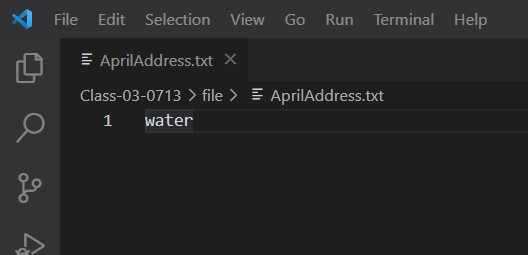 File Edit Selection View Go Run Terminal Help
AprilAddress.txt
Class-03-0713 > file > AprilAddress.txt
1 water